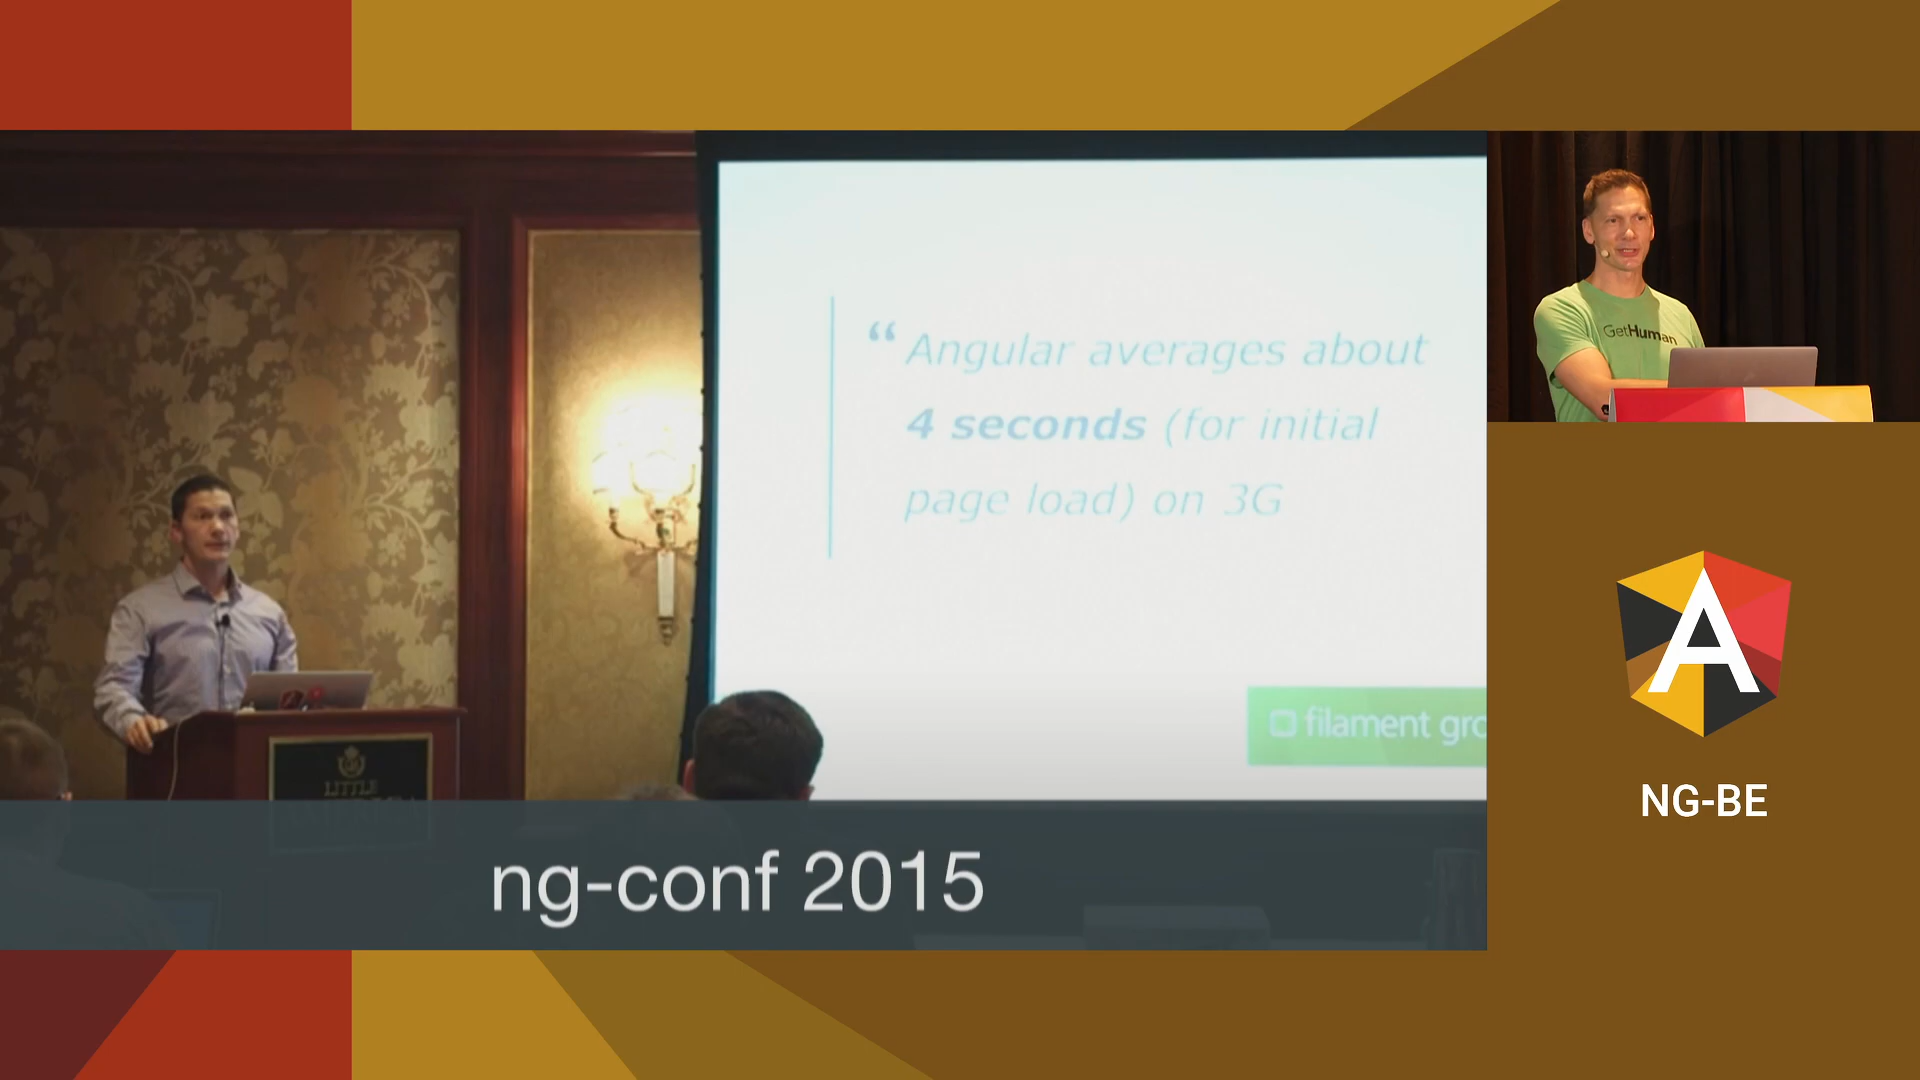 “ Angular averages about
4 seconds (for initial
page load) on 3G
filament gro
LITTLE
ng-conf 2015
GetHuman
A
NG-BE